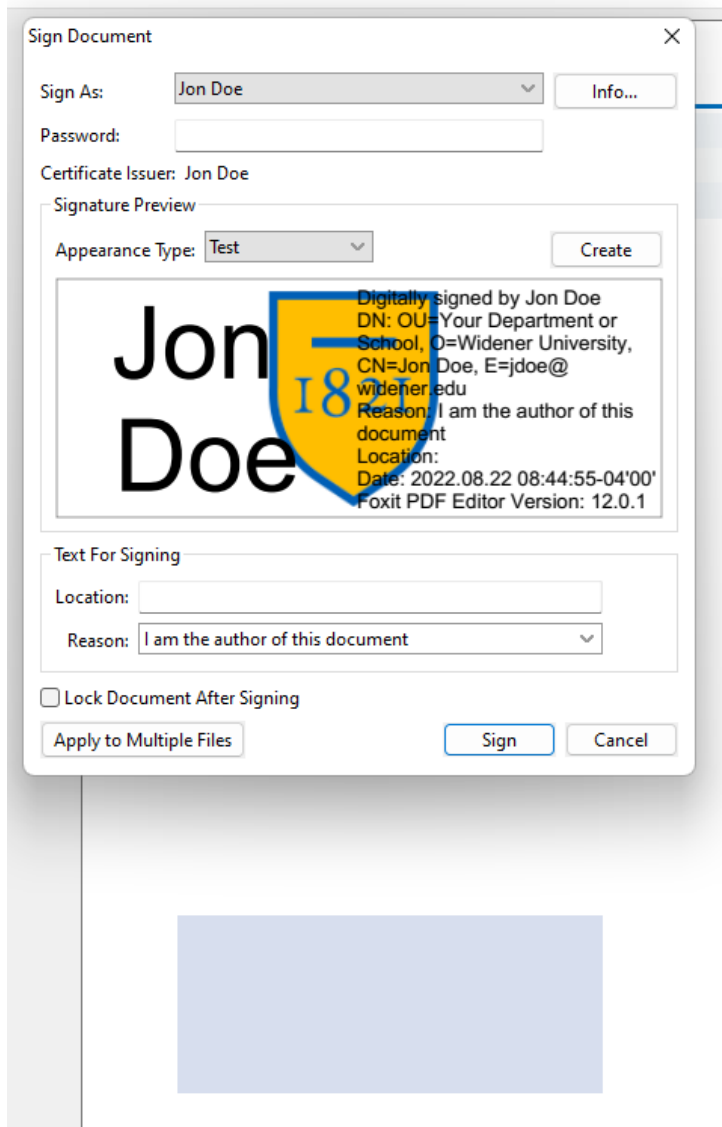 Sign Document
Sign As:
Jon Doe
Info...
Password:
Certificate Issuer: Jon Doe
Signature Preview
Appearance Type:
Test
Create
Jon
Doe
1821
Digitally signed by Jon Doe
DN: OU=Your Department or
School, O=Widener University,
CN=Jon Doe, E=jdoe@
widener.edu
Reason: I am the author of this
document
Location:
Date: 2022.08.22 08:44:55-04'00'
Foxit PDF Editor Version: 12.0.1
Text For Signing
Location:
Reason: I am the author of this document
Lock Document After Signing
Apply to Multiple Files
Sign
Cancel